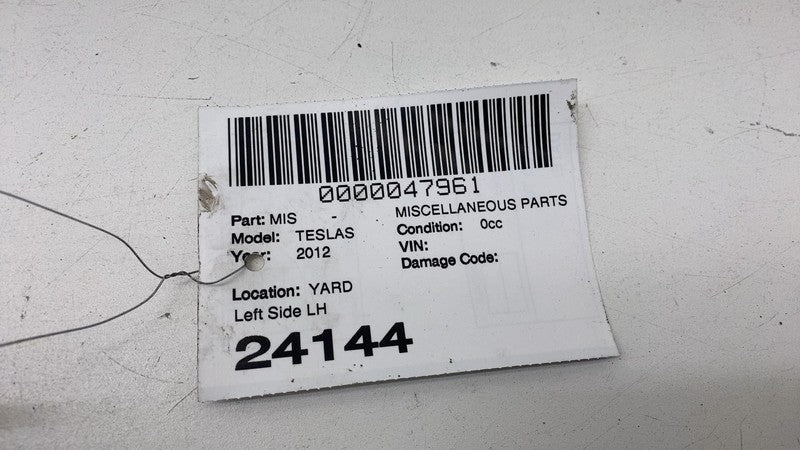 0000047961
Part: MIS - MISCELLANEOUS PARTS
Model: TESLAS Condition: 0cc
Year: 2012 VIN:
Damage Code:
Location: YARD
Left Side LH
24144